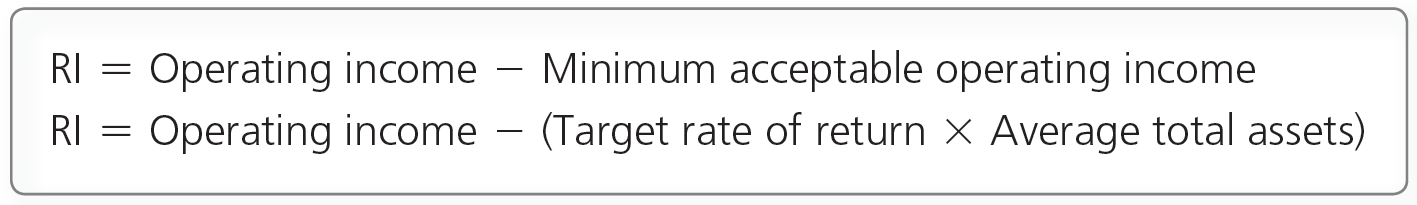 RI = Operating income − Minimum acceptable operating income
RI = Operating income − (Target rate of return × Average total assets)